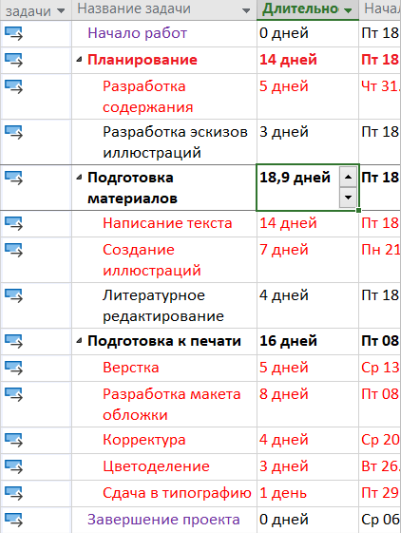 задачи Название задачи Длительно Начал
Начало работ 0 дней Пт 18
Планирование 14 дней Пт 18
Разработка 5 дней Чт 31.
содержания
Разработка эскизов 3 дней Пт 18
иллюстраций
Подготовка 18,9 дней Пт 18
материалов
Написание текста 14 дней Пт 18
Создание 7 дней Пн 21
иллюстраций
Литературное 4 дней Пт 18
редактирование
Подготовка к печати 16 дней Пт 08
Верстка 5 дней Ср 13
Разработка макета 8 дней Пт 08
обложки
Корректура 4 дней Ср 20
Цветоделение 3 дней Вт 26.
Сдача в типографию 1 день Пт 29
Завершение проекта 0 дней Ср 06